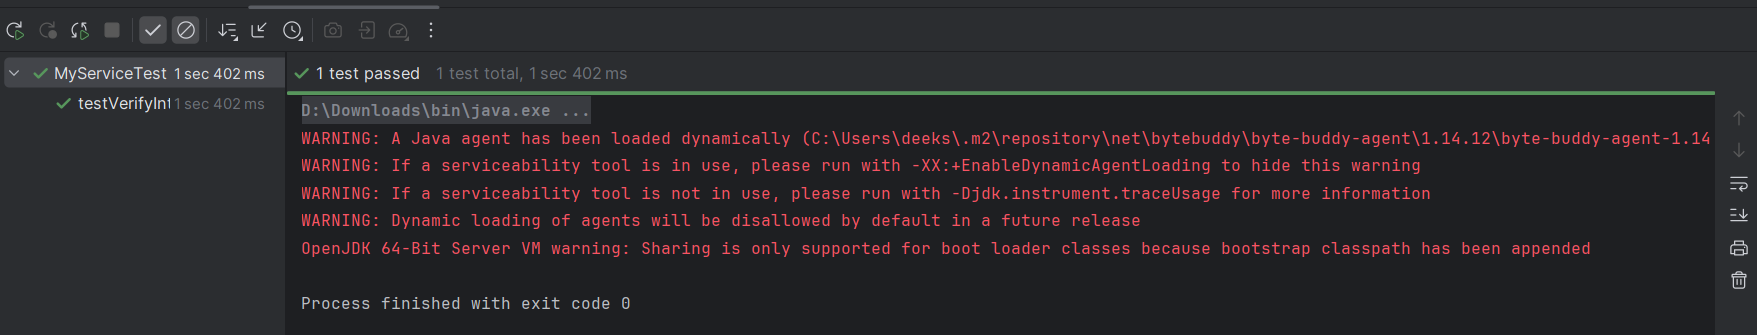 MyServiceTest 1 sec 402 ms
1 test passed 1 test total, 1 sec 402 ms
testVerifyInt 1 sec 402 ms
D:\Downloads\bin\java.exe ...
WARNING: A Java agent has been loaded dynamically (C:\Users\deeks\.m2\repository\net\bytebuddy\byte-buddy-agent\1.14.12\byte-buddy-agent-1.14
WARNING: If a serviceability tool is in use, please run with -XX:+EnableDynamicAgentLoading to hide this warning
WARNING: If a serviceability tool is not in use, please run with -Djdk.instrument.traceUsage for more information
WARNING: Dynamic loading of agents will be disallowed by default in a future release
OpenJDK 64-Bit Server VM warning: Sharing is only supported for boot loader classes because bootstrap classpath has been appended
Process finished with exit code 0